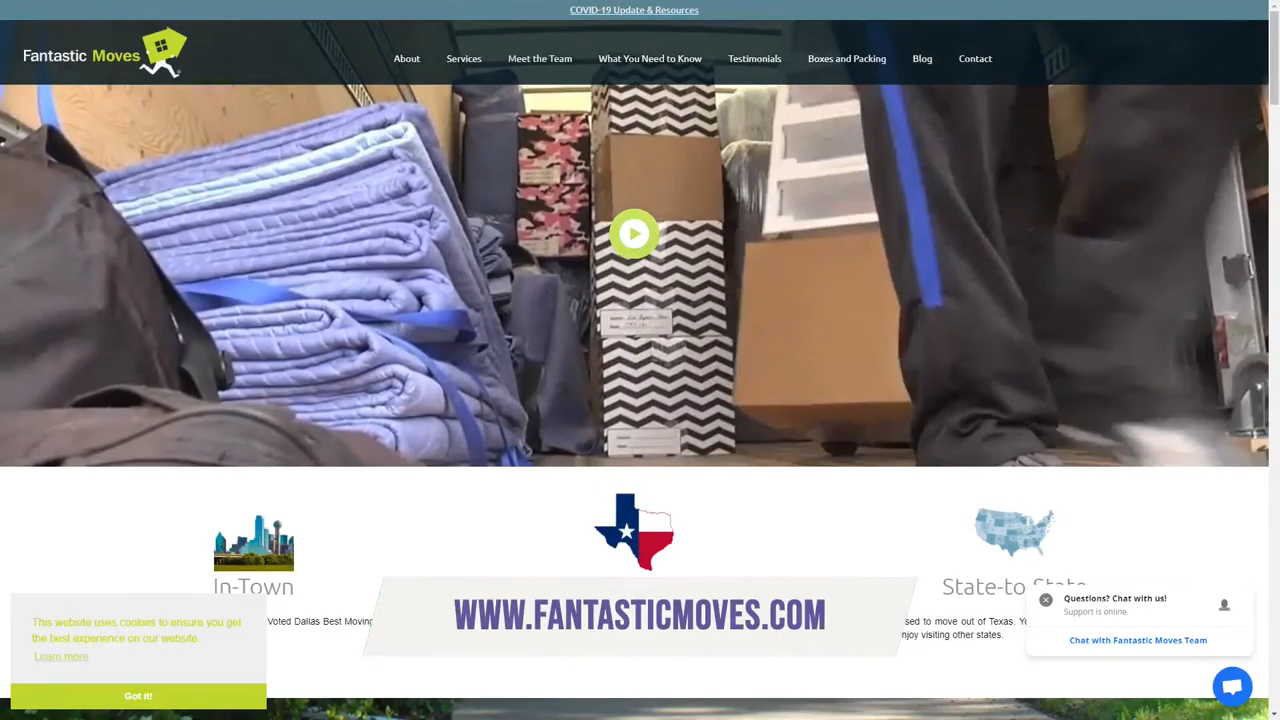 COVID-19 Update & Resources
Fantastic Moves
About Services Meet the Team What You Need to Know Testimonials Boxes and Packing Blog Contact
In-Town
State-to-State
Voted Dallas Best Moving
sed to move out of Texas.
njoy visiting other states.
WWW.FANTASTICMOVES.COM
This website uses cookies to ensure you get
the best experience on our website.
Learn more
Got it!
Questions? Chat with us!
Support is online.
Chat with Fantastic Moves Team